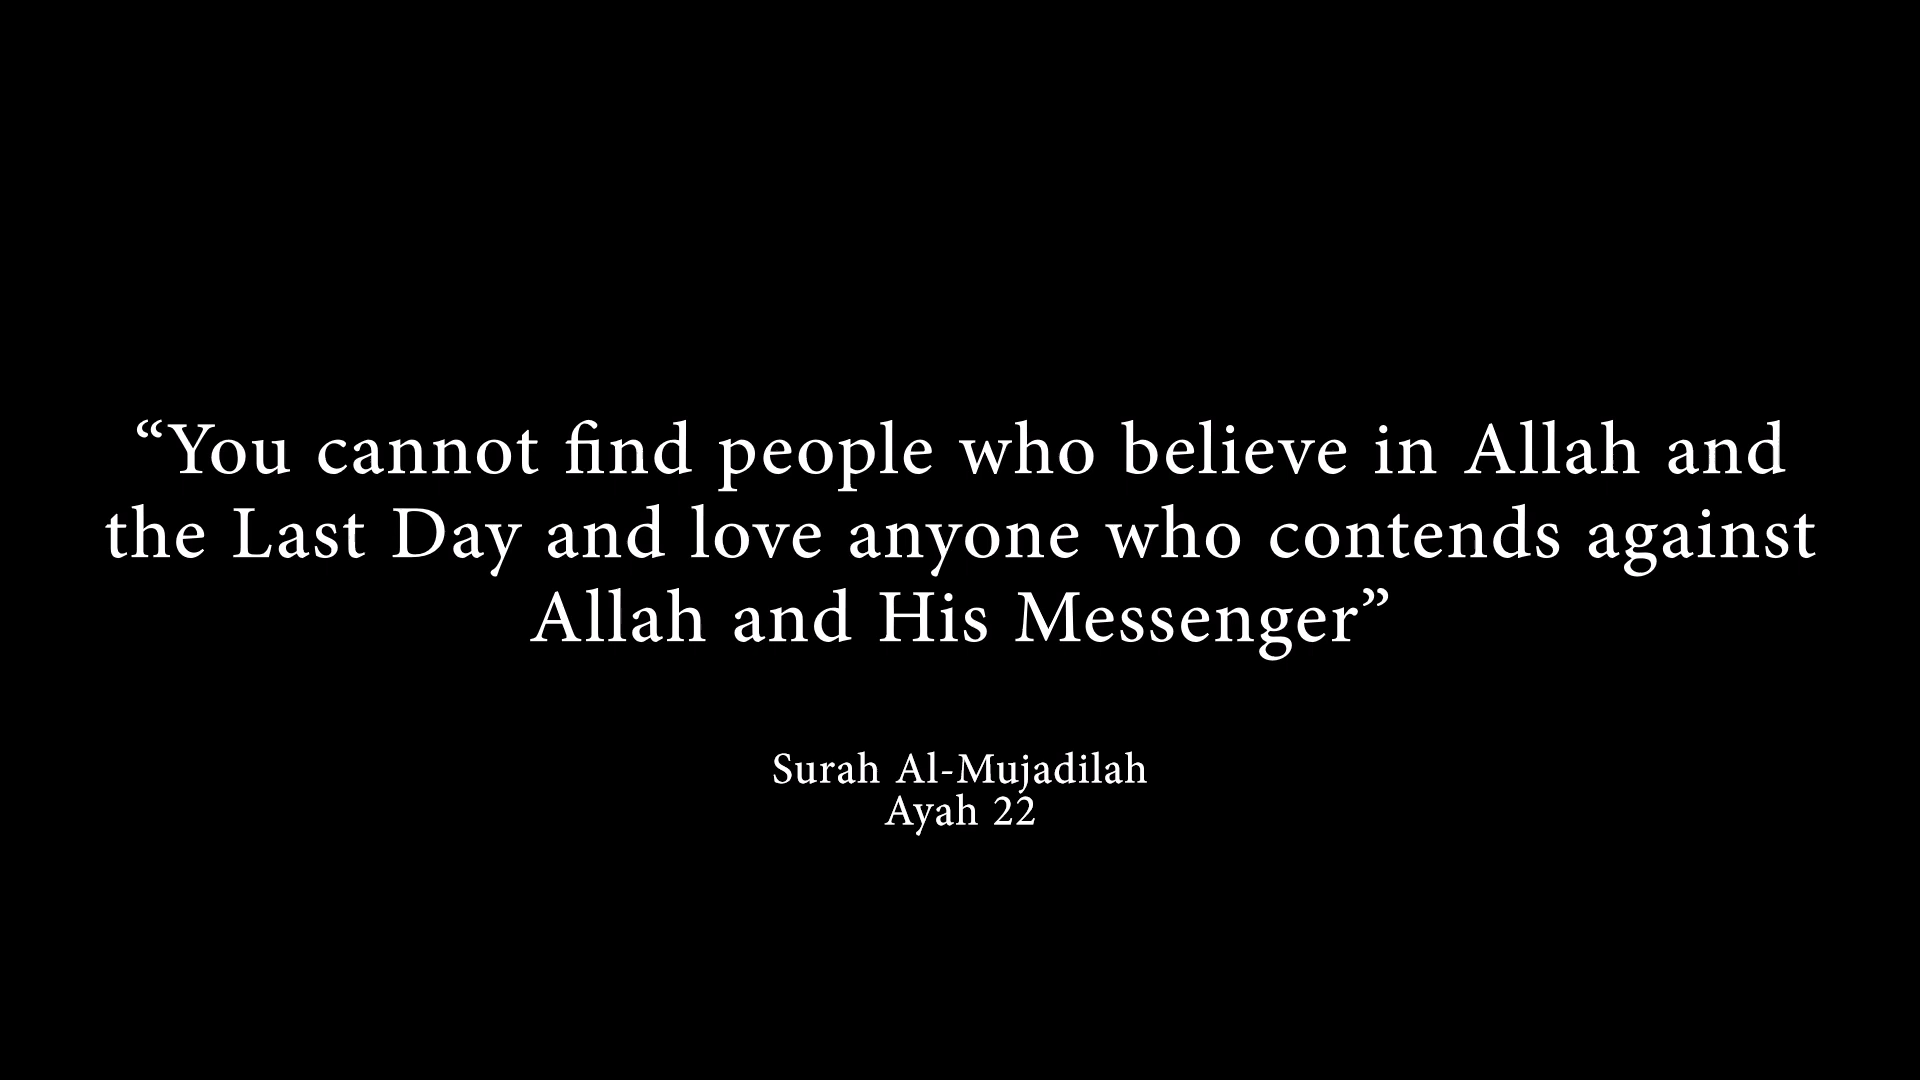 “You cannot find people who believe in Allah and
the Last Day and love anyone who contends against
Allah and His Messenger”
Surah Al-Mujadilah
Ayah 22